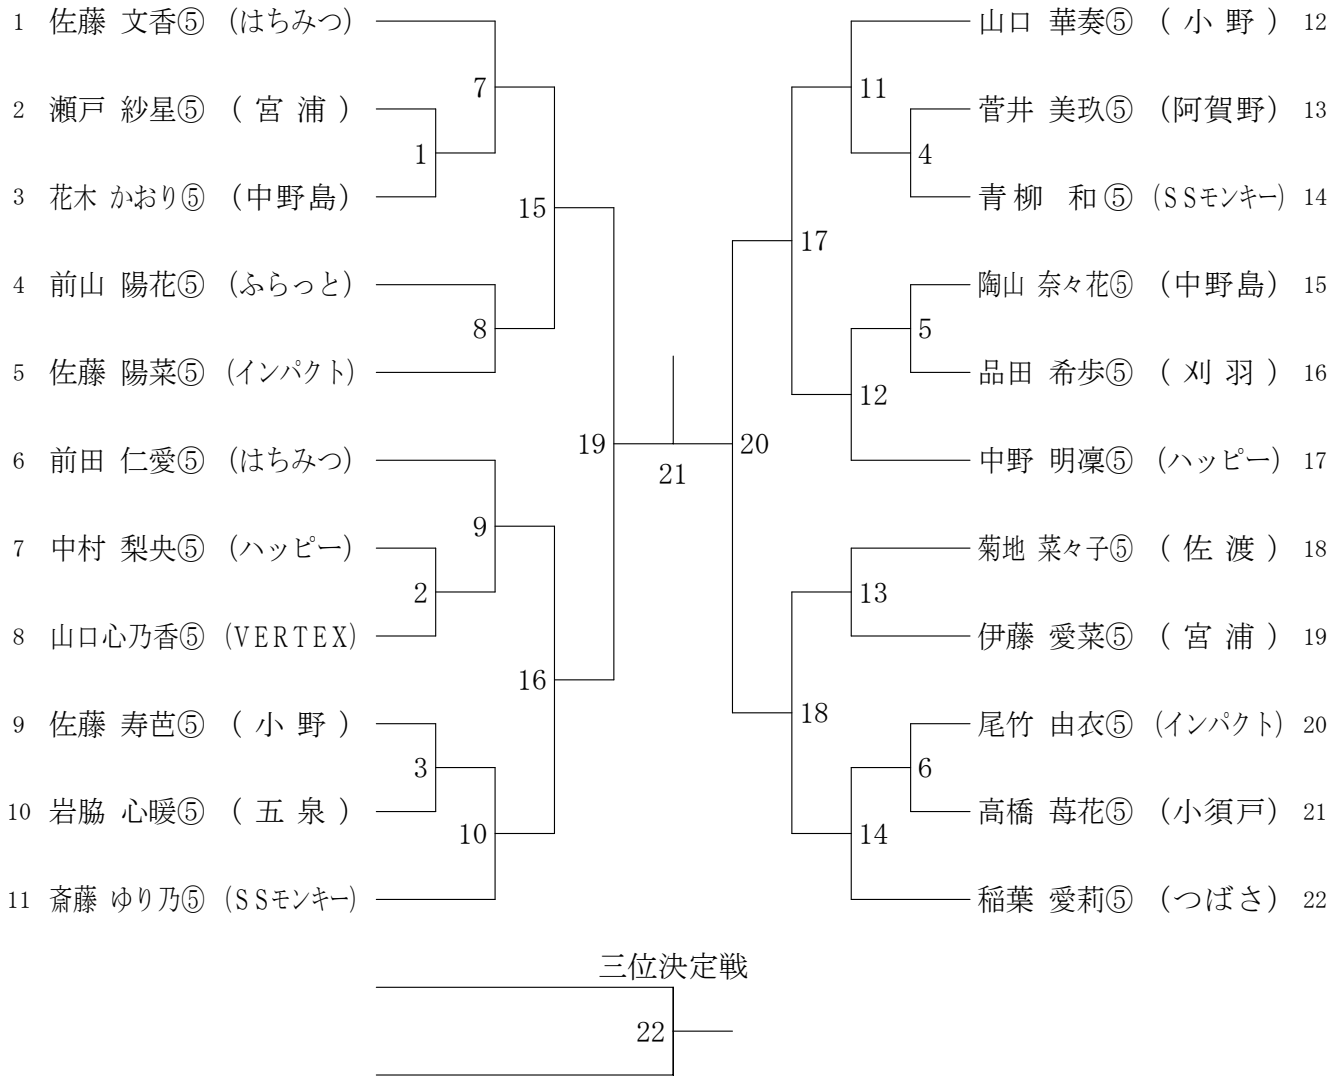 1 佐藤 文香⑤ (はちみつ)
2 瀬戸 紗星⑤ ( 宮 浦 )
3 花木 かおり⑤ (中野島)
4 前山 陽花⑤ (ふらっと)
5 佐藤 陽菜⑤ (インパクト)
6 前田 仁愛⑤ (はちみつ)
7 中村 梨央⑤ (ハッピー)
8 山口心乃香⑤ (VERTEX)
9 佐藤 寿芭⑤ ( 小 野 )
10 岩脇 心暖⑤ ( 五 泉 )
11 斎藤 ゆり乃⑤ (SSモンキー)
7
1
15
8
19
9
2
16
3
10
21
山口 華奏⑤ ( 小 野 ) 12
菅井 美玖⑤ (阿賀野) 13
青柳 和⑤ (SSモンキー) 14
陶山 奈々花⑤ (中野島) 15
品田 希歩⑤ ( 刈 羽 ) 16
中野 明凜⑤ (ハッピー) 17
菊地 菜々子⑤ ( 佐 渡 ) 18
伊藤 愛菜⑤ ( 宮 浦 ) 19
尾竹 由衣⑤ (インパクト) 20
高橋 苺花⑤ (小須戸) 21
稲葉 愛莉⑤ (つばさ) 22
11
4
17
5
12
20
13
18
6
14
三位決定戦
22